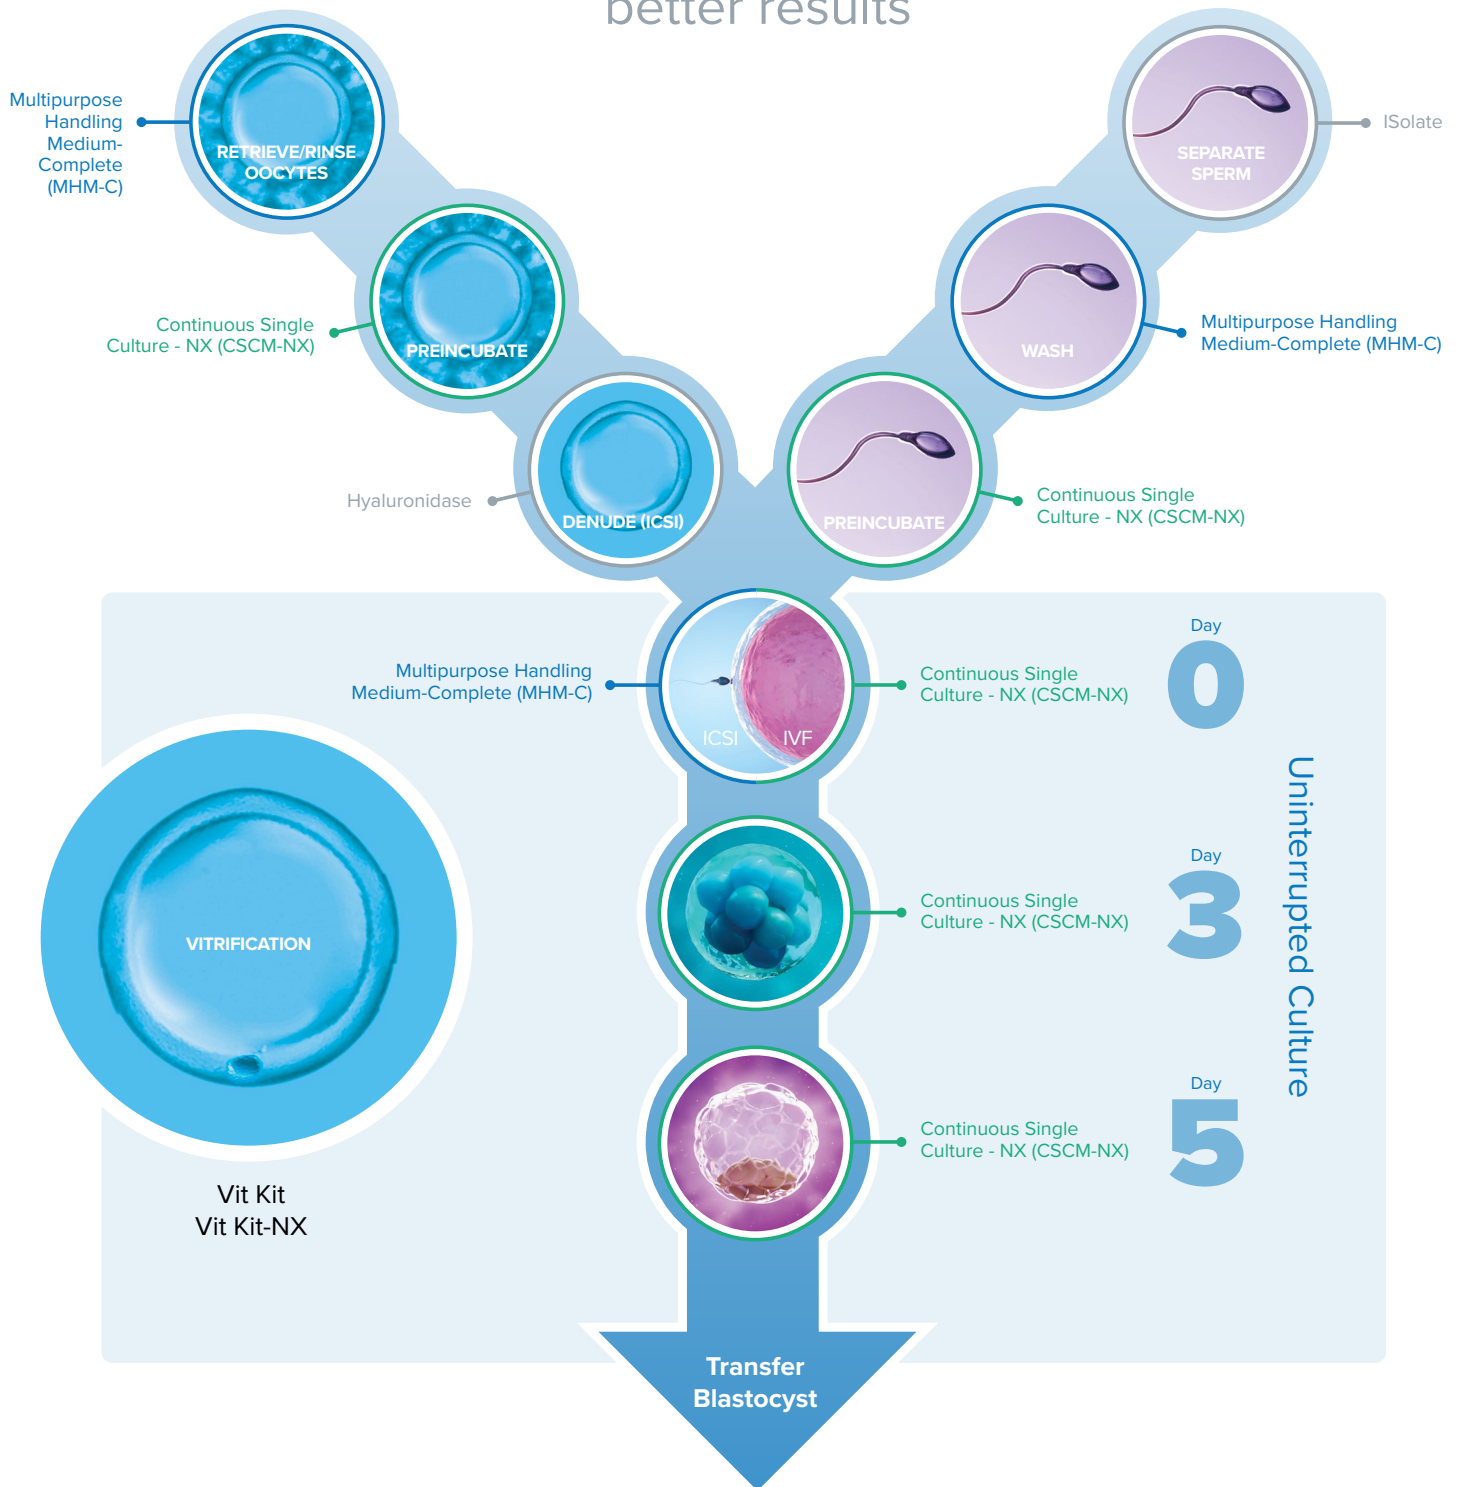 better results
Multipurpose
Handling
Medium-
Complete
(MHM-C)
RETRIEVE/RINSE
OOCYTES
SEPARATE
SPERM
ISolate
Continuous Single
Culture - NX (CSCM-NX)
PREINCUBATE
WASH
Multipurpose Handling
Medium-Complete (MHM-C)
Hyaluronidase
DENUDE (ICSI)
PREINCUBATE
Continuous Single
Culture - NX (CSCM-NX)
Multipurpose Handling
Medium-Complete (MHM-C)
ICSI
IVF
Continuous Single
Culture - NX (CSCM-NX)
Day
0
Uninterrupted Culture
VITRIFICATION
Vit Kit
Vit Kit-NX
Continuous Single
Culture - NX (CSCM-NX)
Day
3
Continuous Single
Culture - NX (CSCM-NX)
Day
5
Transfer
Blastocyst